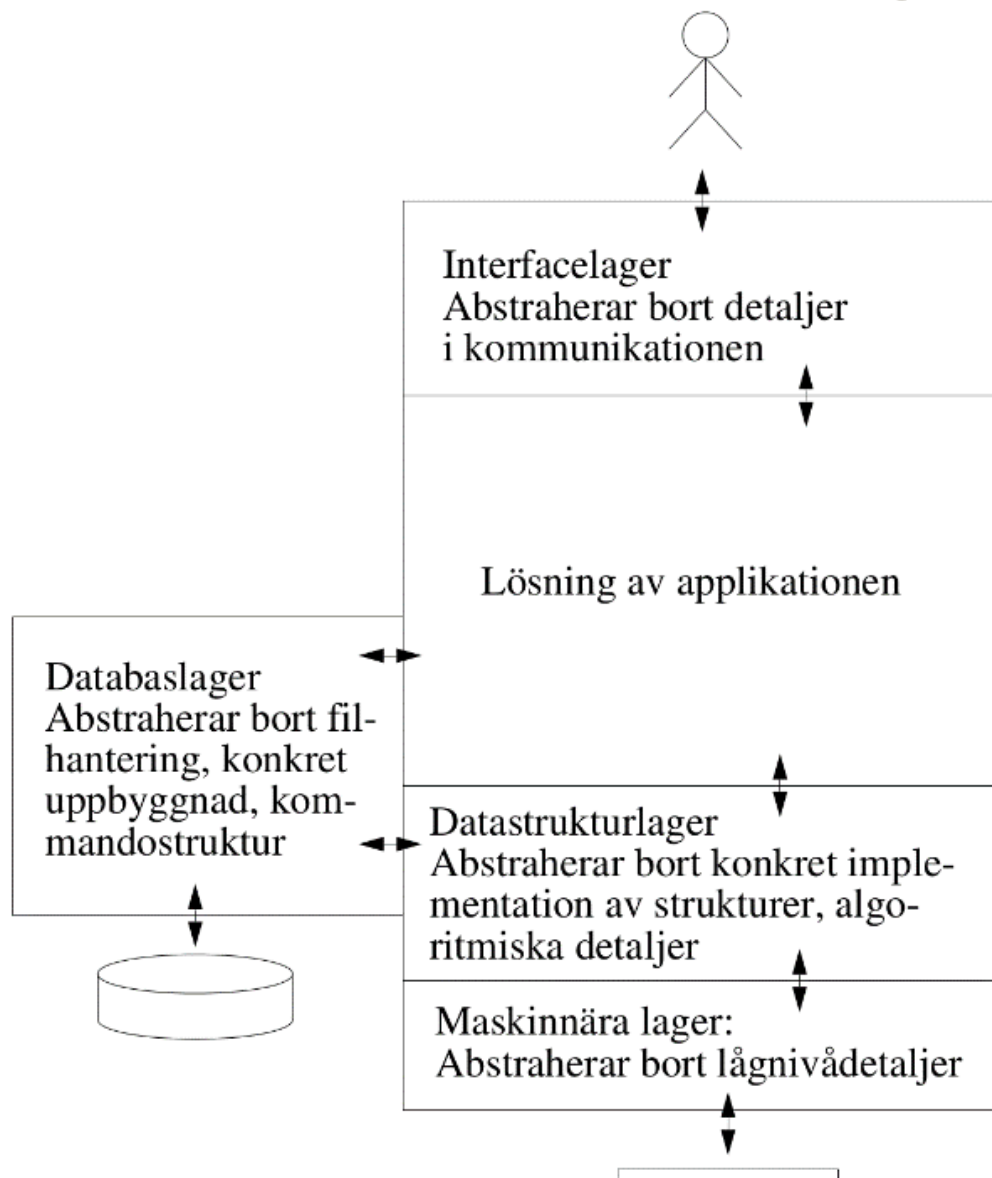 Interfacelager
Abstraherar bort detaljer
i kommunikationen
Lösning av applikationen
Databaslager
Abstraherar bort fil-
hantering, konkret
uppbyggnad, kom-
mandostruktur
Datastrukturlager
Abstraherar bort konkret imple-
mentation av strukturer, algo-
ritmiska detaljer
Maskinnära lager:
Abstraherar bort lågnivådetaljer